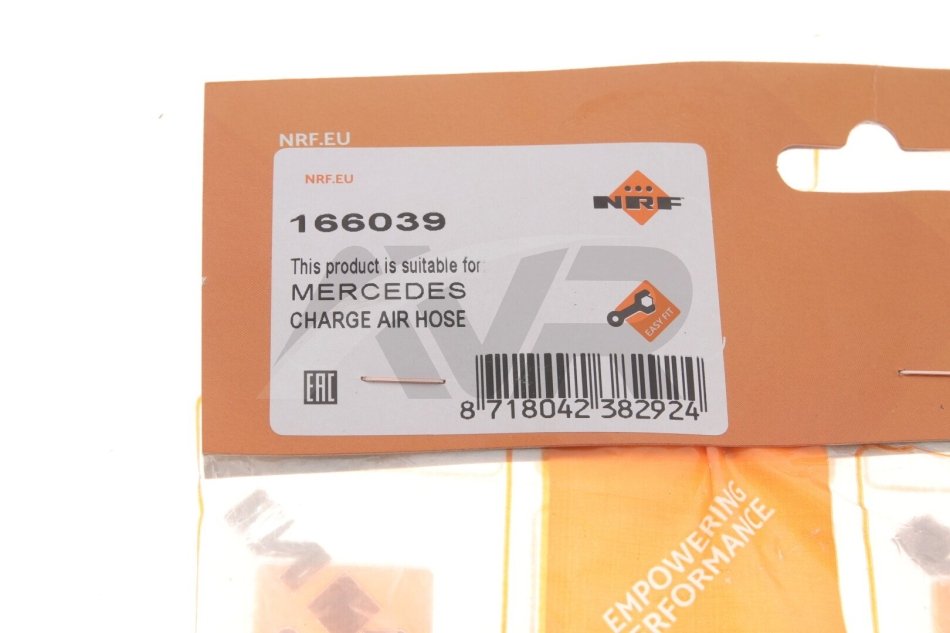 NRF.EU
NRF.EU
NRF
166039
This product is suitable for:
MERCEDES
CHARGE AIR HOSE
EASY FIT
EAC
8 718042 382924
AVP
EMPOWERING
PERFORMANCE